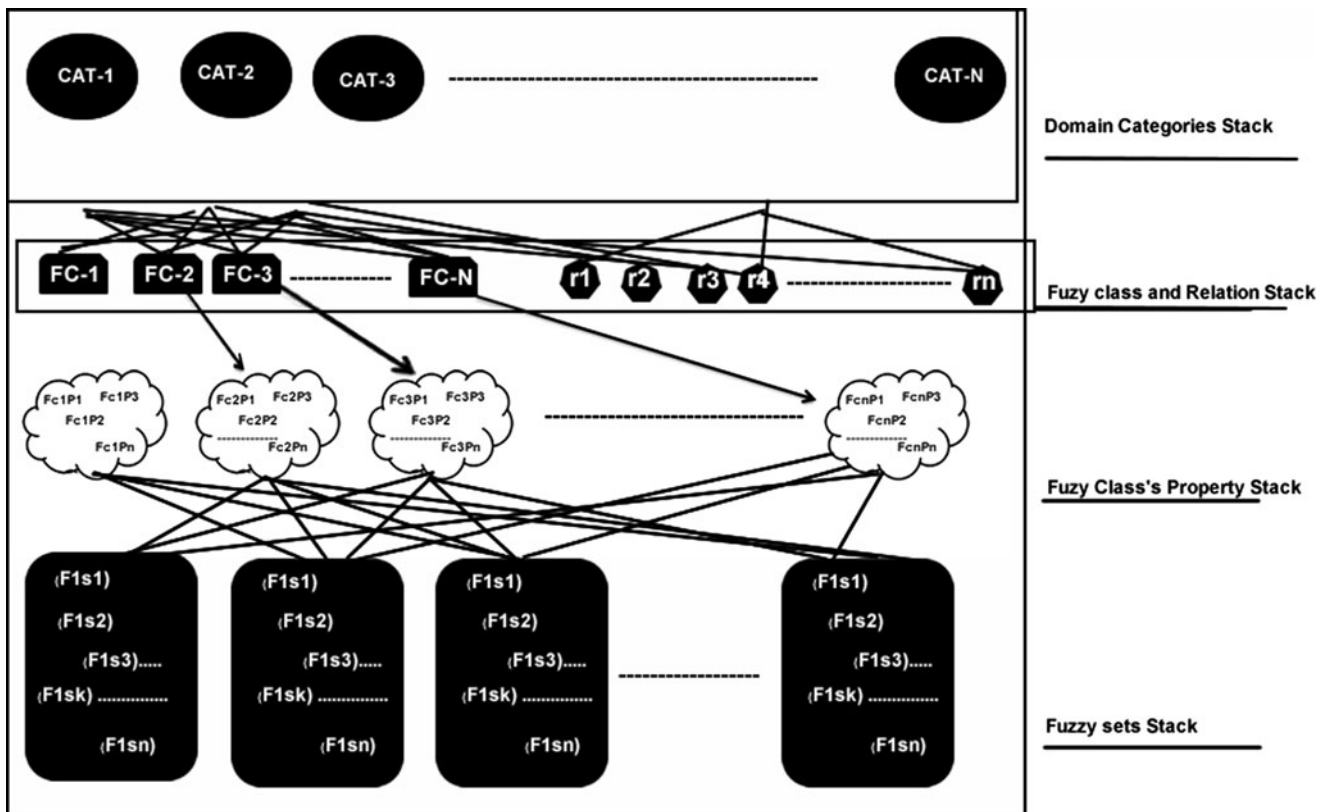 CAT-1 CAT-2 CAT-3 CAT-N
Domain Categories Stack
FC-1 FC-2 FC-3 FC-N r1 r2 r3 r4 rn
Fuzy class and Relation Stack
Fc1P1 Fc1P3
Fc1P2
Fc1Pn
Fc2P1 Fc2P3
Fc2P2
Fc2Pn
Fc3P1 Fc3P3
Fc3P2
Fc3Pn
FcnP1 FcnP3
FcnP2
FcnPn
Fuzy Class's Property Stack
(F1s1)
(F1s2)
(F1s3).....
(F1sk) ................
(F1sn)
(F1s1)
(F1s2)
(F1s3).....
(F1sk) ................
(F1sn)
(F1s1)
(F1s2)
(F1s3).....
(F1sk) ................
(F1sn)
(F1s1)
(F1s2)
(F1s3).....
(F1sk) ................
(F1sn)
Fuzzy sets Stack